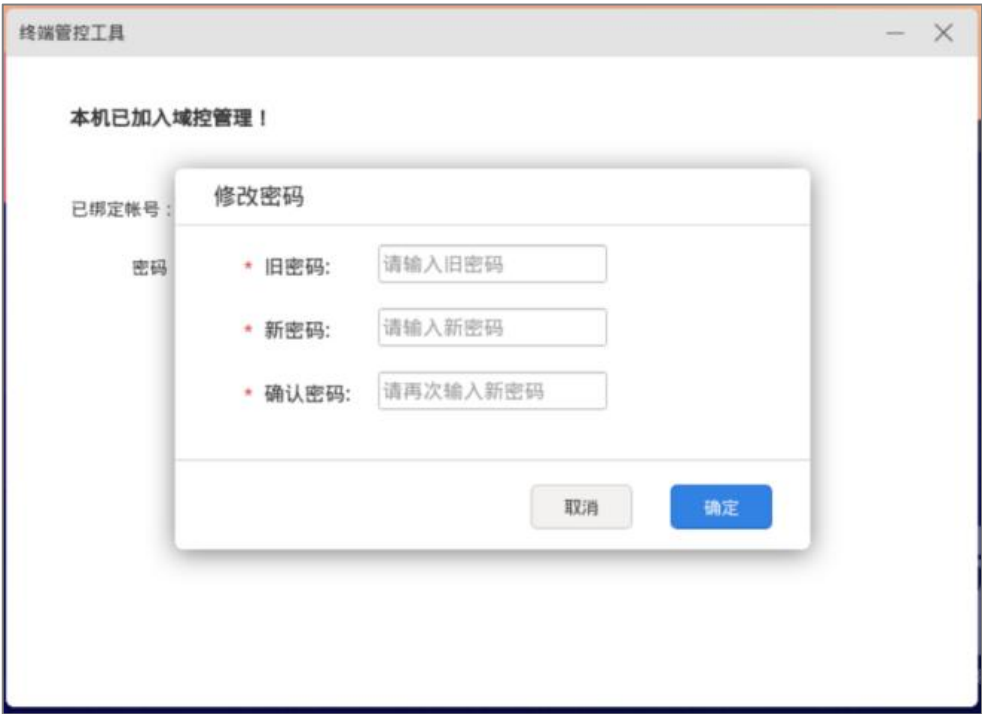 终端管控工具
本机已加入域控管理！
修改密码
已绑定帐号：
* 旧密码: 请输入旧密码
密码
* 新密码: 请输入新密码
* 确认密码: 请再次输入新密码
取消 确定